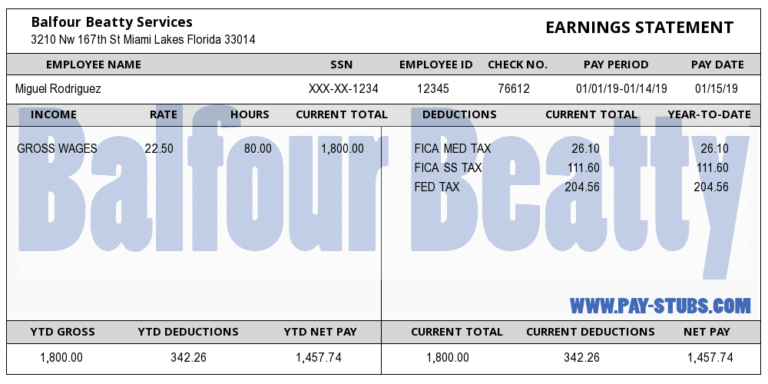 Balfour Beatty Services
3210 Nw 167th St Miami Lakes Florida 33014
EARNINGS STATEMENT
EMPLOYEE NAME SSN EMPLOYEE ID CHECK NO. PAY PERIOD PAY DATE
Miguel Rodriguez XXX-XX-1234 12345 76612 01/01/19-01/14/19 01/15/19
INCOME RATE HOURS CURRENT TOTAL DEDUCTIONS CURRENT TOTAL YEAR-TO-DATE
Balfour Beatty
GROSS WAGES 22.50 80.00 1,800.00 FICA MED TAX 26.10 26.10
FICA SS TAX 111.60 111.60
FED TAX 204.56 204.56
WWW.PAY-STUBS.COM
YTD GROSS YTD DEDUCTIONS YTD NET PAY CURRENT TOTAL CURRENT DEDUCTIONS NET PAY
1,800.00 342.26 1,457.74 1,800.00 342.26 1,457.74